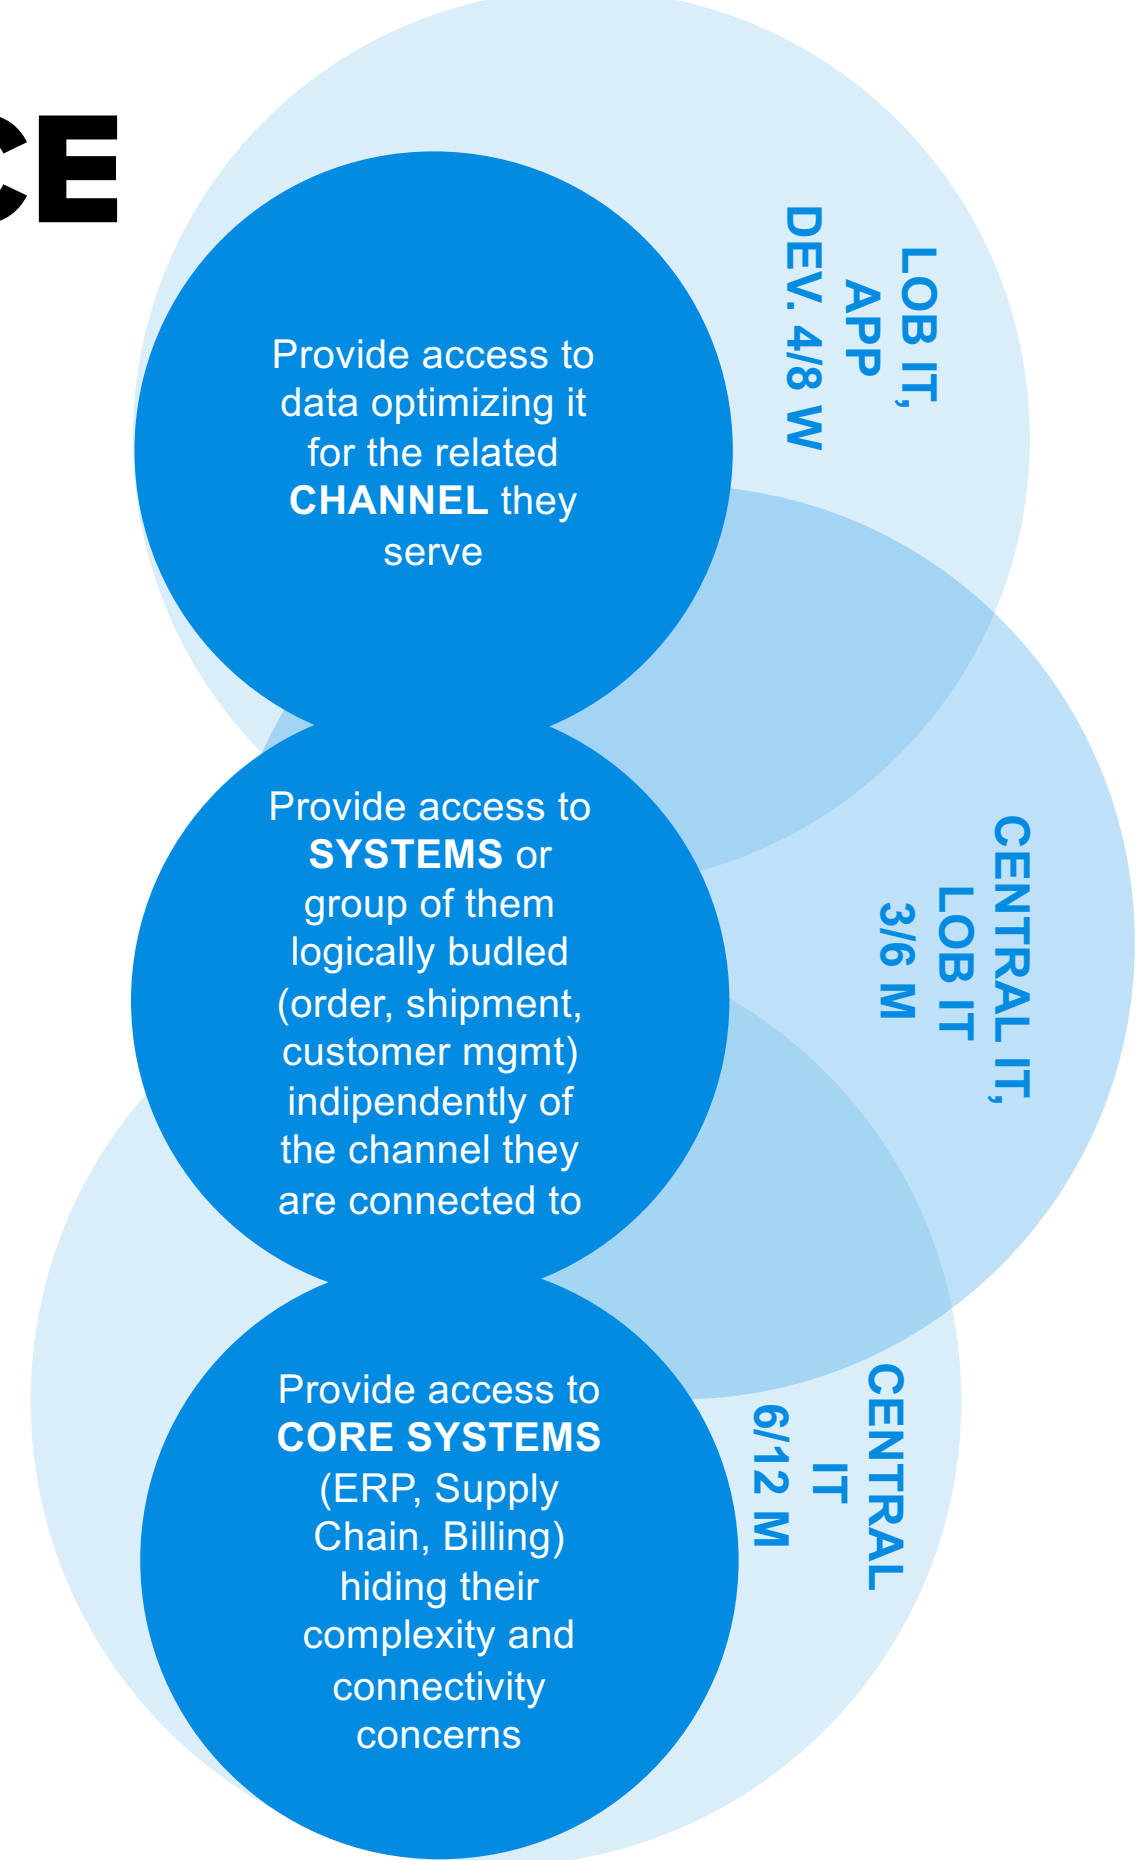 CE
Provide access to
data optimizing it
for the related
CHANNEL they
serve
LOB IT,
APP
DEV. 4/8 W
Provide access to
SYSTEMS or
group of them
logically budled
(order, shipment,
customer mgmt)
indipendently of
the channel they
are connected to
CENTRAL IT,
LOB IT
3/6 M
Provide access to
CORE SYSTEMS
(ERP, Supply
Chain, Billing)
hiding their
complexity and
connectivity
concerns
CENTRAL
IT
6/12 M